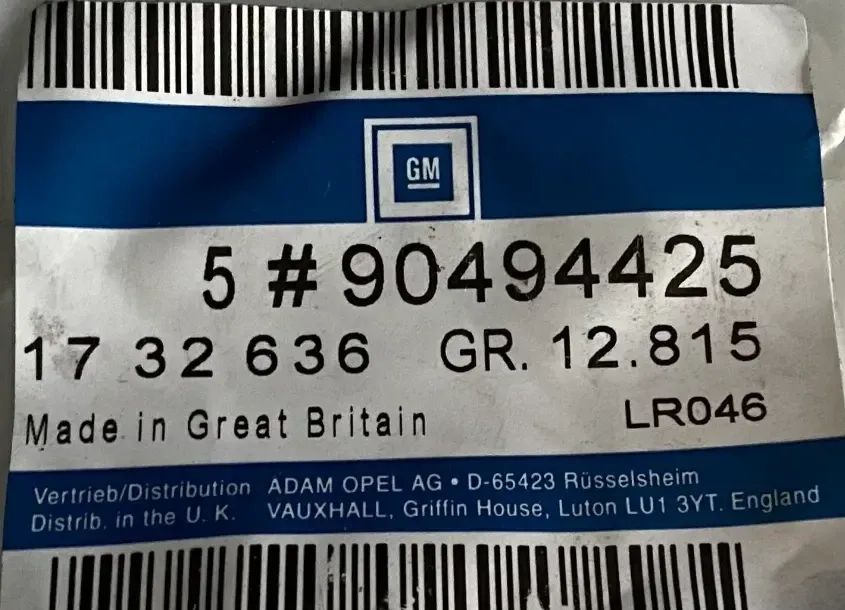 GM
5 #90494425
17 32 636 GR. 12.815
Made in Great Britain LR046
Vertrieb/Distribution ADAM OPEL AG • D-65423 Rüsselsheim
Distrib. in the U. K. VAUXHALL, Griffin House, Luton LU1 3YT. England